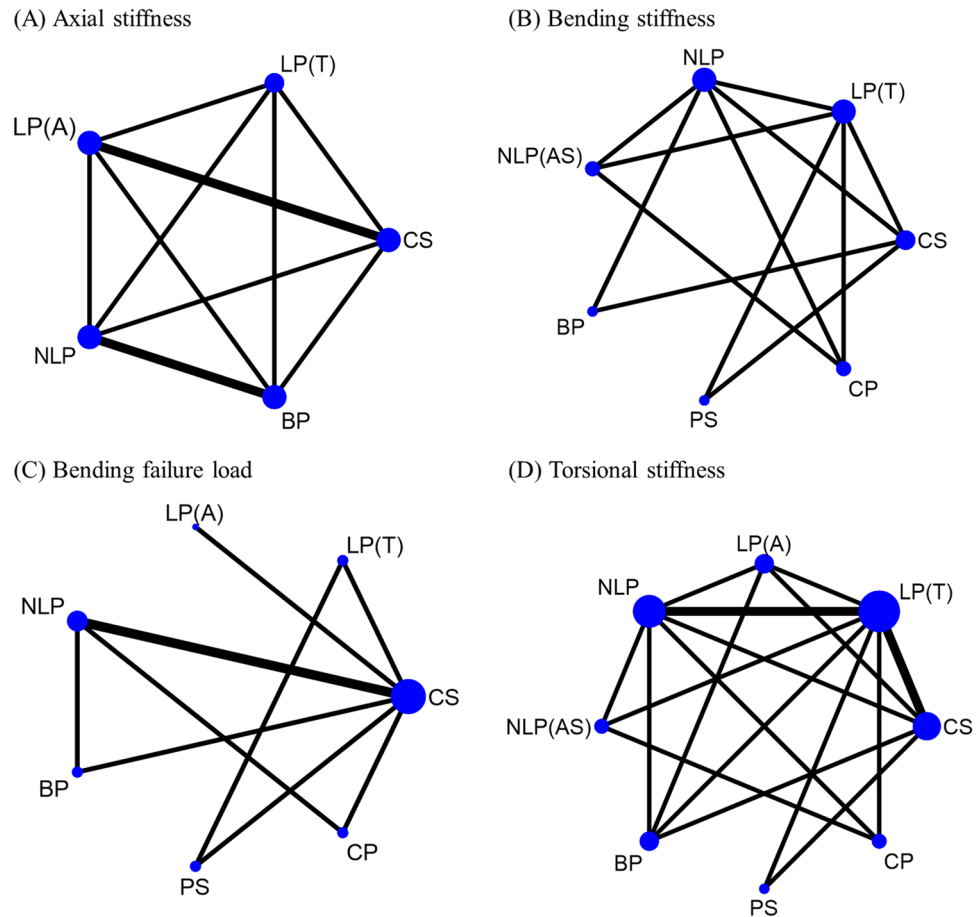 (A) Axial stiffness
LP(T)
LP(A)
CS
NLP
BP
(B) Bending stiffness
NLP
LP(T)
NLP(AS)
CS
BP
CP
PS
(C) Bending failure load
LP(A)
LP(T)
NLP
CS
BP
CP
PS
(D) Torsional stiffness
LP(A)
NLP
LP(T)
NLP(AS)
CS
BP
CP
PS